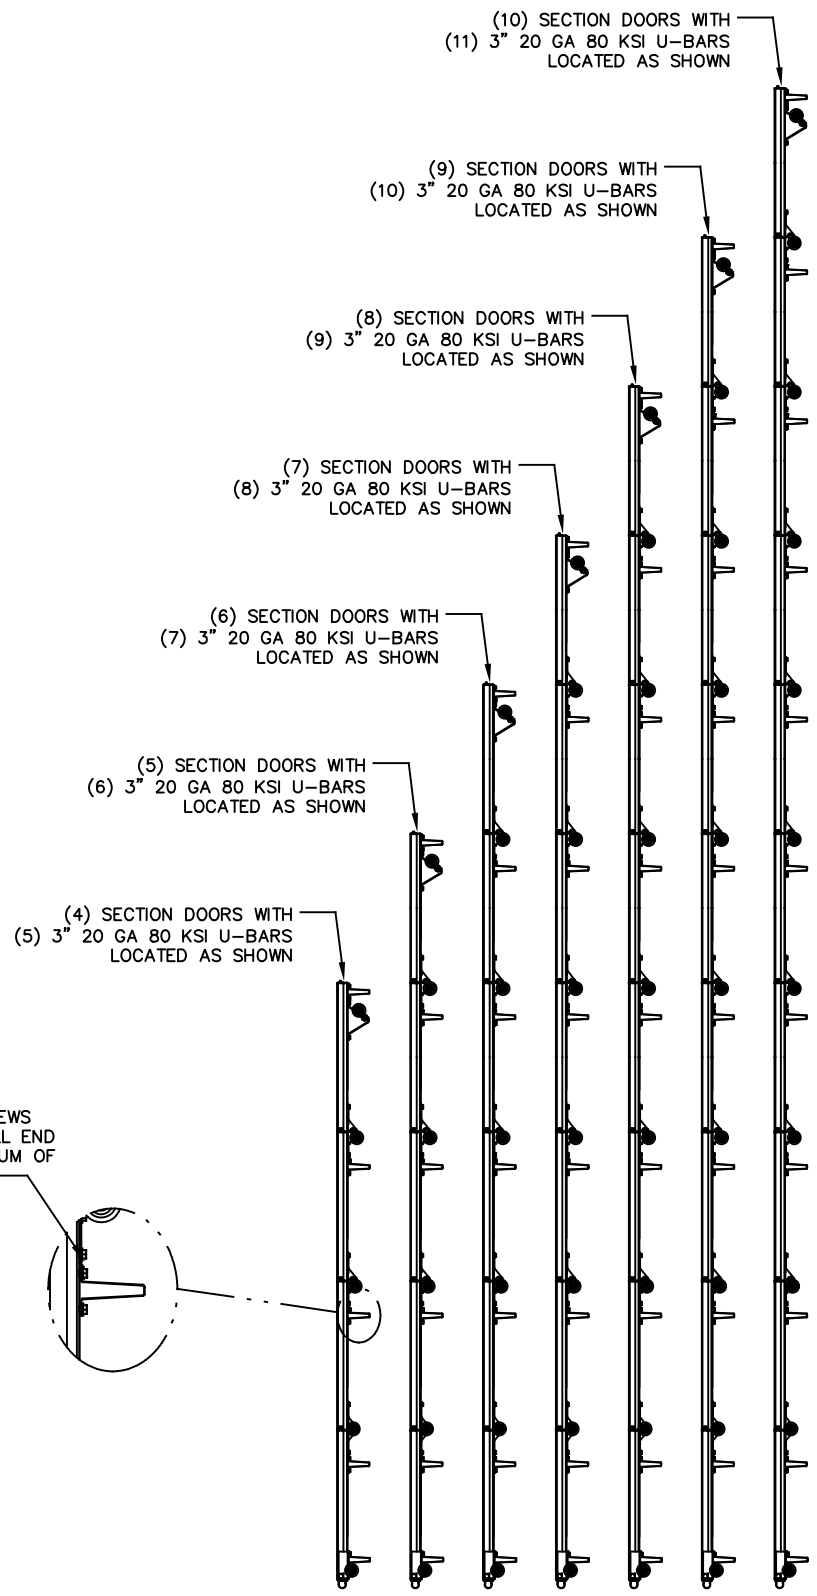 (10) SECTION DOORS WITH
(11) 3” 20 GA 80 KSI U-BARS
LOCATED AS SHOWN
(9) SECTION DOORS WITH
(10) 3” 20 GA 80 KSI U-BARS
LOCATED AS SHOWN
(8) SECTION DOORS WITH
(9) 3” 20 GA 80 KSI U-BARS
LOCATED AS SHOWN
(7) SECTION DOORS WITH
(8) 3” 20 GA 80 KSI U-BARS
LOCATED AS SHOWN
(6) SECTION DOORS WITH
(7) 3” 20 GA 80 KSI U-BARS
LOCATED AS SHOWN
(5) SECTION DOORS WITH
(6) 3” 20 GA 80 KSI U-BARS
LOCATED AS SHOWN
(4) SECTION DOORS WITH
(5) 3” 20 GA 80 KSI U-BARS
LOCATED AS SHOWN
END
OF